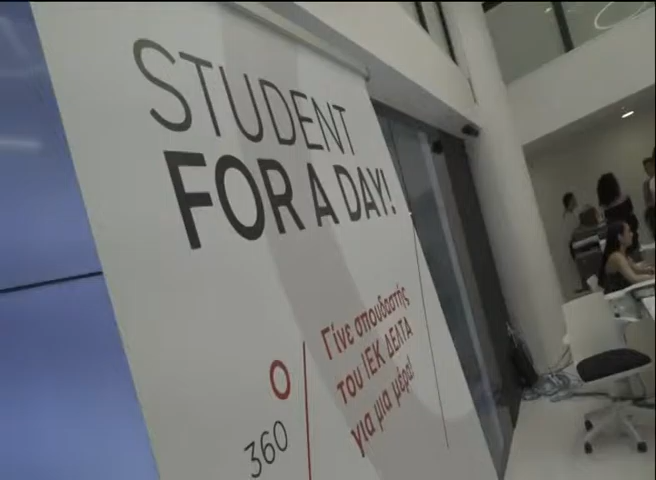 STUDENT
FOR A DAY!
Γίνε σπουδαστής
του ΙΕΚ ΔΕΛΤΑ
για μια μέρα!
360